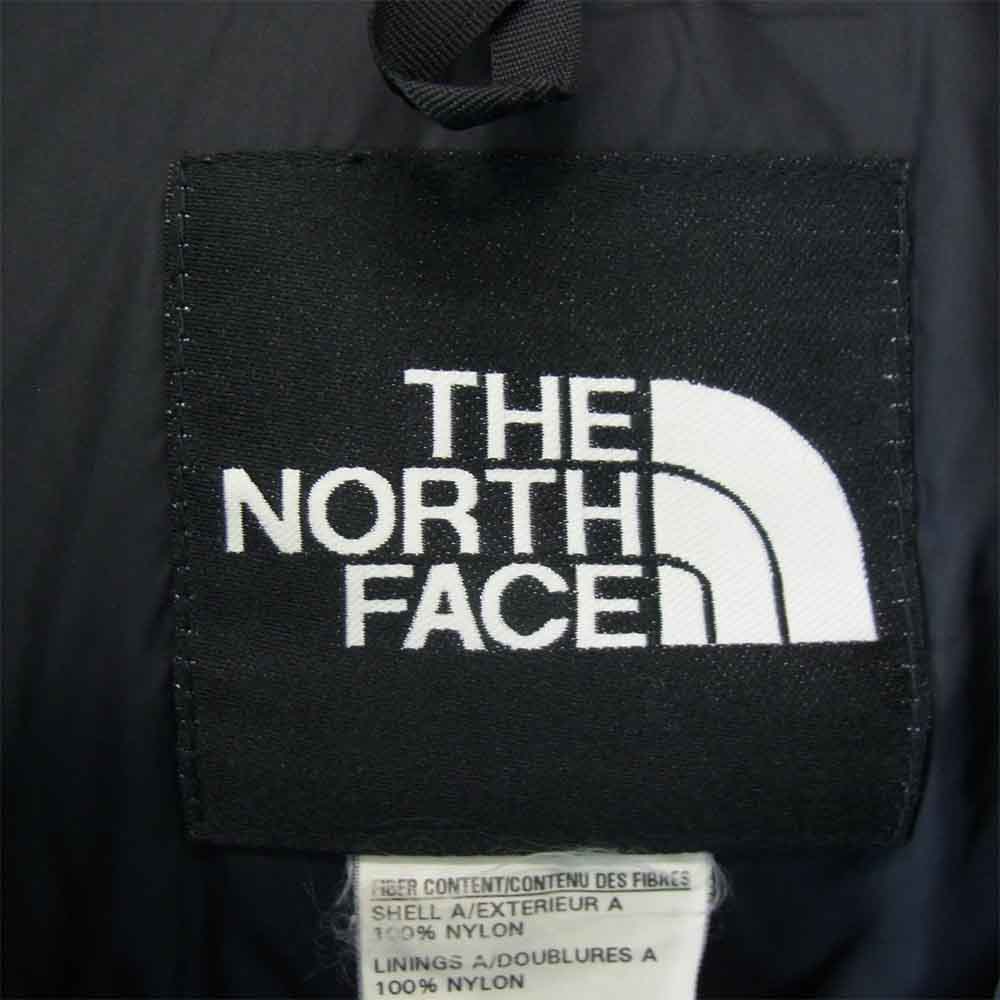 THE
NORTH
FACE
FIBER CONTENT/CONTENU DES FIBRES
SHELL A/EXTERIEUR A
100% NYLON
LININGS A/DOUBLURES A
100% NYLON